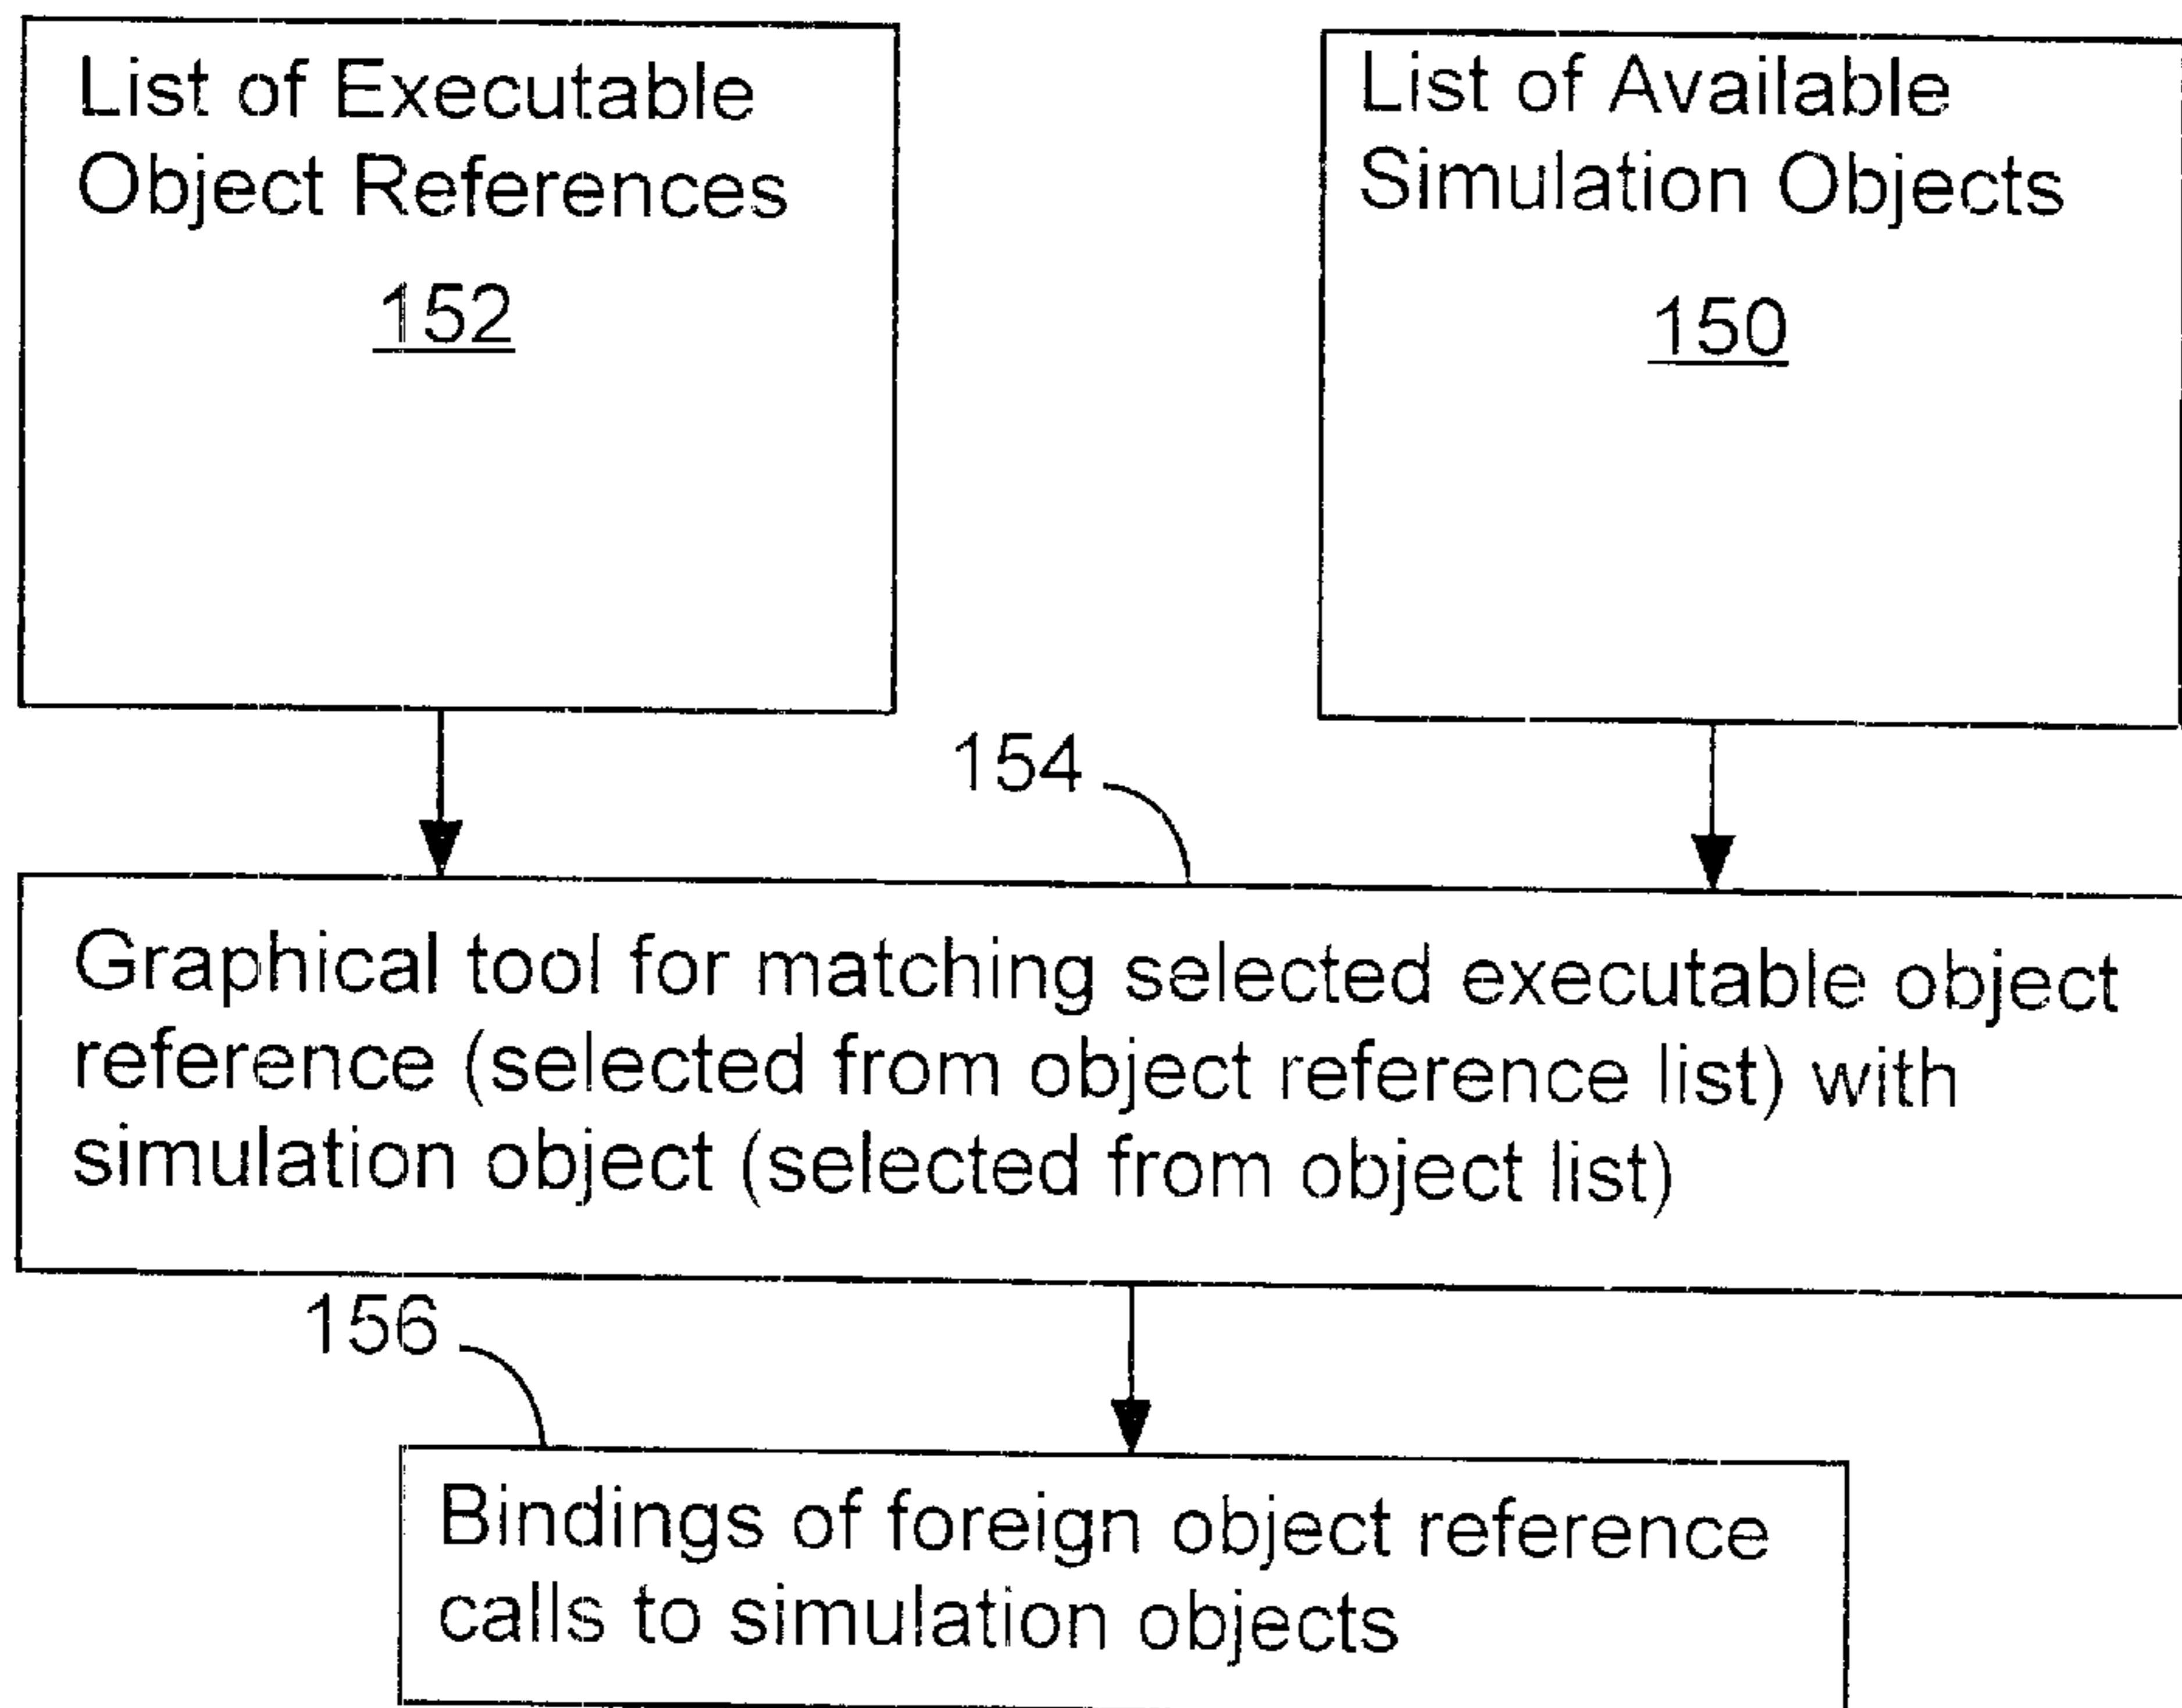 List of Executable
Object References
152
List of Available
Simulation Objects
150
154
Graphical tool for matching selected executable object
reference (selected from object reference list) with
simulation object (selected from object list)
156
Bindings of foreign object reference
calls to simulation objects